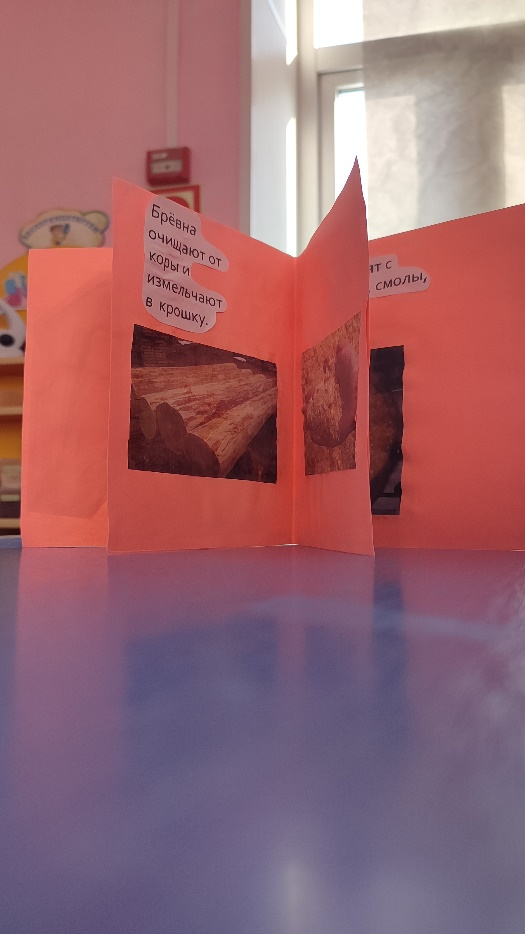 Брёвна
очищают от
коры и
измельчают
в крошку.
с
смолы,